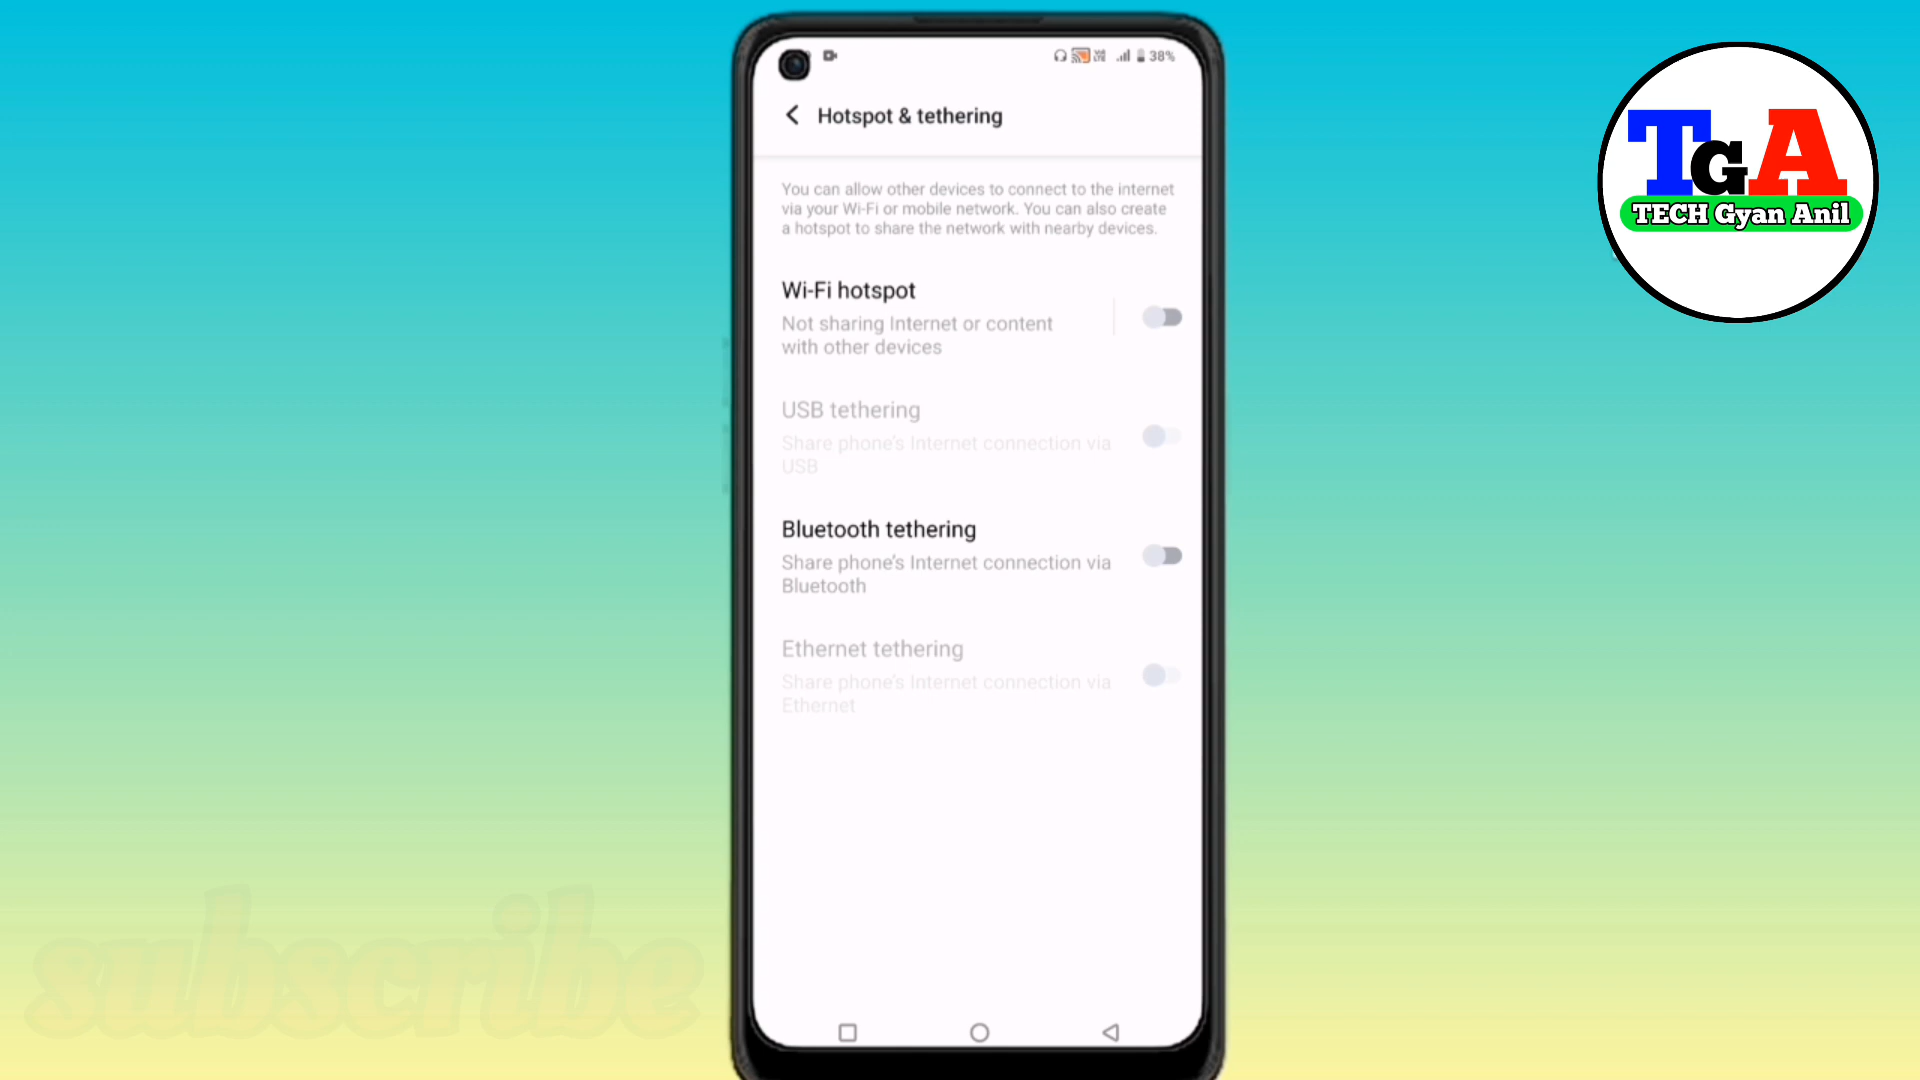 38%
Hotspot & tethering
You can allow other devices to connect to the internet
via your Wi-Fi or mobile network. You can also create
a hotspot to share the network with nearby devices.
Wi-Fi hotspot
Not sharing Internet or content
with other devices
USB tethering
Share phone's Internet connection via
USB
Bluetooth tethering
Share phone's Internet connection via
Bluetooth
Ethernet tethering
Share phone's Internet connection via
Ethernet
TGA
TECH Gyan Anil
subscribe